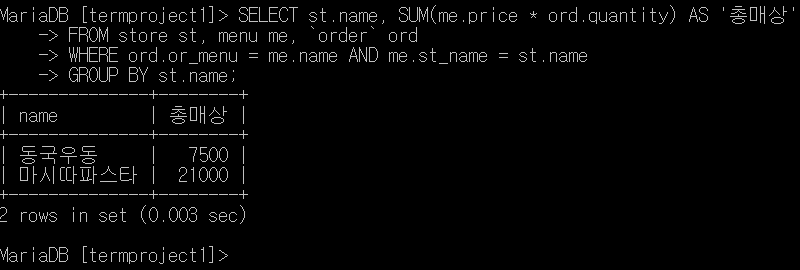 MariaDB [termproject1]> SELECT st.name, SUM(me.price * ord.quantity) AS '총매상'
    -> FROM store st, menu me, `order` ord
    -> WHERE ord.or_menu = me.name AND me.st_name = st.name
    -> GROUP BY st.name;
+----------------+--------+
| name           | 총매상 |
+----------------+--------+
| 동국우동       |   7500 |
| 마시따파스타   |  21000 |
+----------------+--------+
2 rows in set (0.003 sec)
MariaDB [termproject1]>